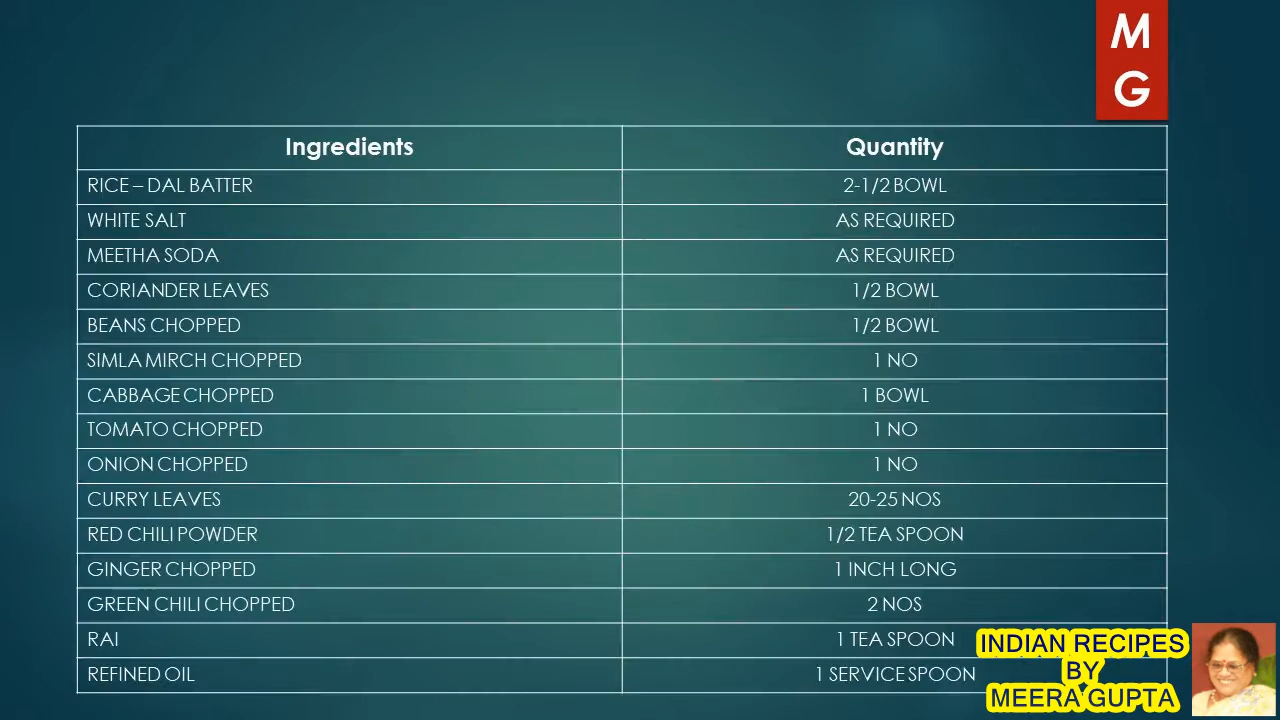 M
G
Ingredients Quantity
RICE – DAL BATTER 2-1/2 BOWL
WHITE SALT AS REQUIRED
MEETHA SODA AS REQUIRED
CORIANDER LEAVES 1/2 BOWL
BEANS CHOPPED 1/2 BOWL
SIMLA MIRCH CHOPPED 1 NO
CABBAGE CHOPPED 1 BOWL
TOMATO CHOPPED 1 NO
ONION CHOPPED 1 NO
CURRY LEAVES 20-25 NOS
RED CHILI POWDER 1/2 TEA SPOON
GINGER CHOPPED 1 INCH LONG
GREEN CHILI CHOPPED 2 NOS
RAI 1 TEA SPOON
REFINED OIL 1 SERVICE SPOON
INDIAN RECIPES
BY
MEERA GUPTA